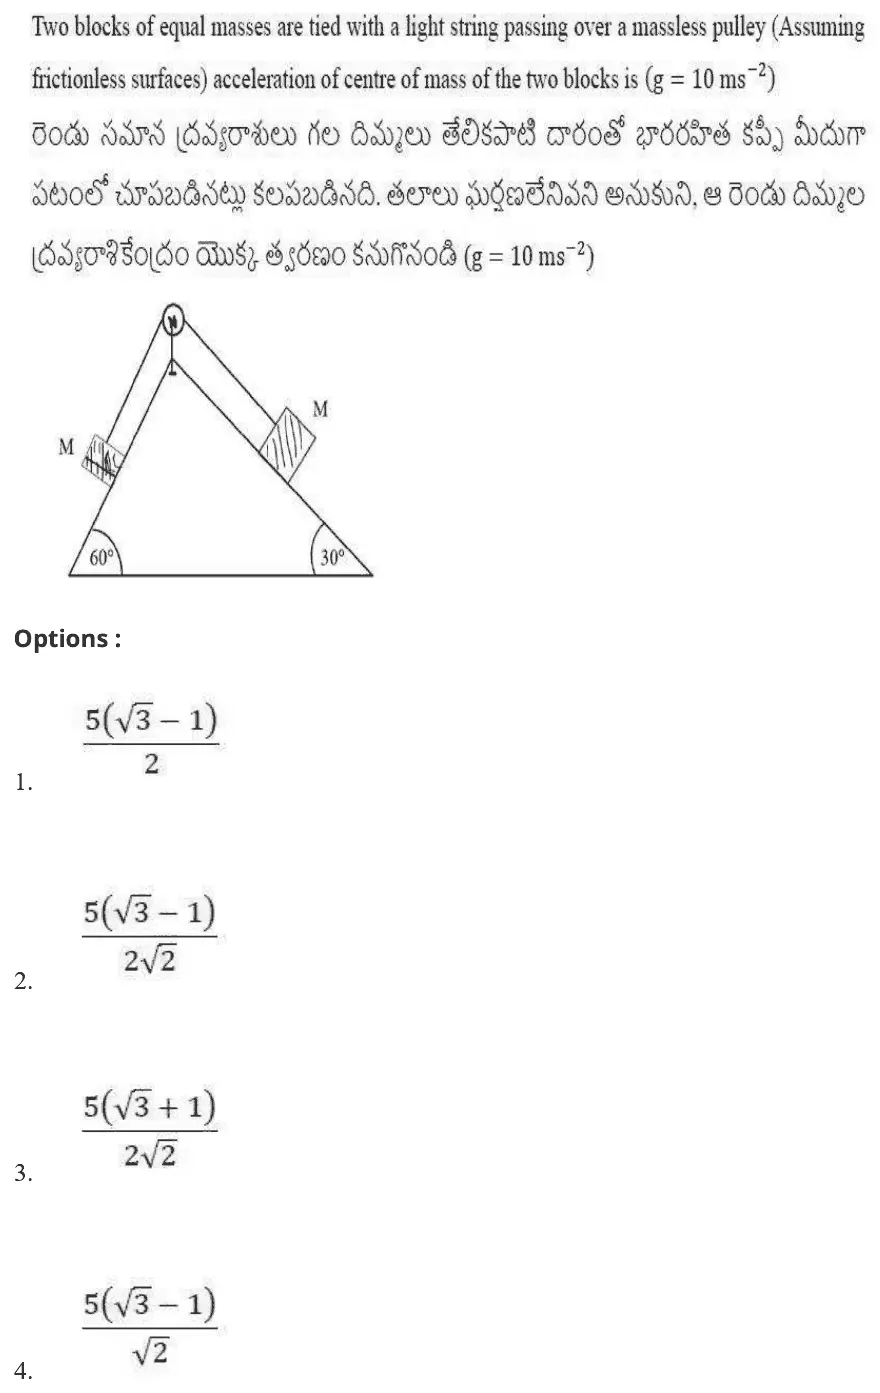 Two blocks of equal masses are tied with a light string passing over a massless pulley (Assuming
frictionless surfaces) acceleration of centre of mass of the two blocks is (g = 10 ms⁻²)
రెండు సమాన ద్రవ్యరాశులు గల దిమ్మలు తేలికపాటి దారంతో భారరహిత కప్పీ మీదుగా
పటంలో చూపబడినట్లు కలపబడినది. తలాలు ఘర్షణలేనివని అనుకుని, ఆ రెండు దిమ్మల
ద్రవ్యరాశికేంద్రం యొక్క త్వరణం కనుగొనండి (g = 10 ms⁻²)
M
M
60° 30°
Options :
1. 5(√3 − 1)/2
2. 5(√3 − 1)/2√2
3. 5(√3 + 1)/2√2
4. 5(√3 − 1)/√2